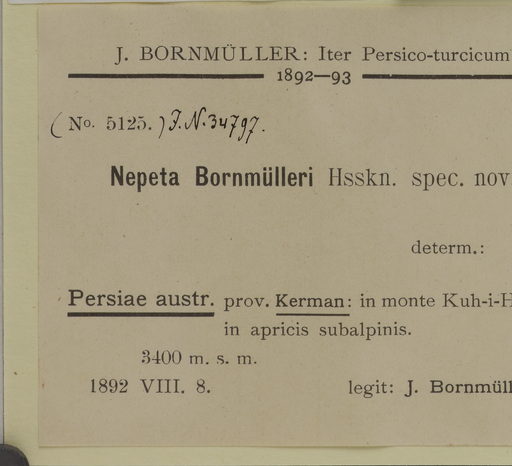 J. BORNMÜLLER: Iter Persico-turcicum
1892—93
(No. 5125.) J.N. 34797.
Nepeta Bornmülleri Hsskn. spec. nov.
determ.:
Persiae austr. prov. Kerman: in monte Kuh-i-H
in apricis subalpinis.
3400 m. s. m.
1892 VIII. 8. legit: J. Bornmüll